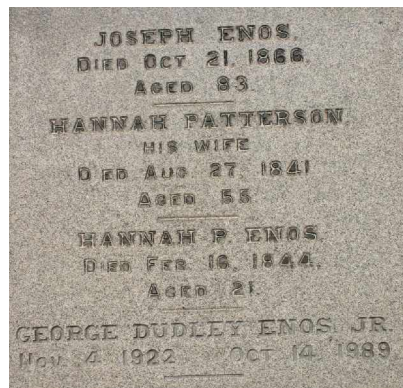 JOSEPH ENOS.
DIED OCT 21, 1866.
AGED 83.
HANNAH PATTERSON.
HIS WIFE
DIED AUG 27, 1841
AGED 55
HANNAH P. ENOS.
DIED FEB 16, 1844.
AGED 21.
GEORGE DUDLEY ENOS, JR.
NOV. 4 1922 OCT 14, 1989